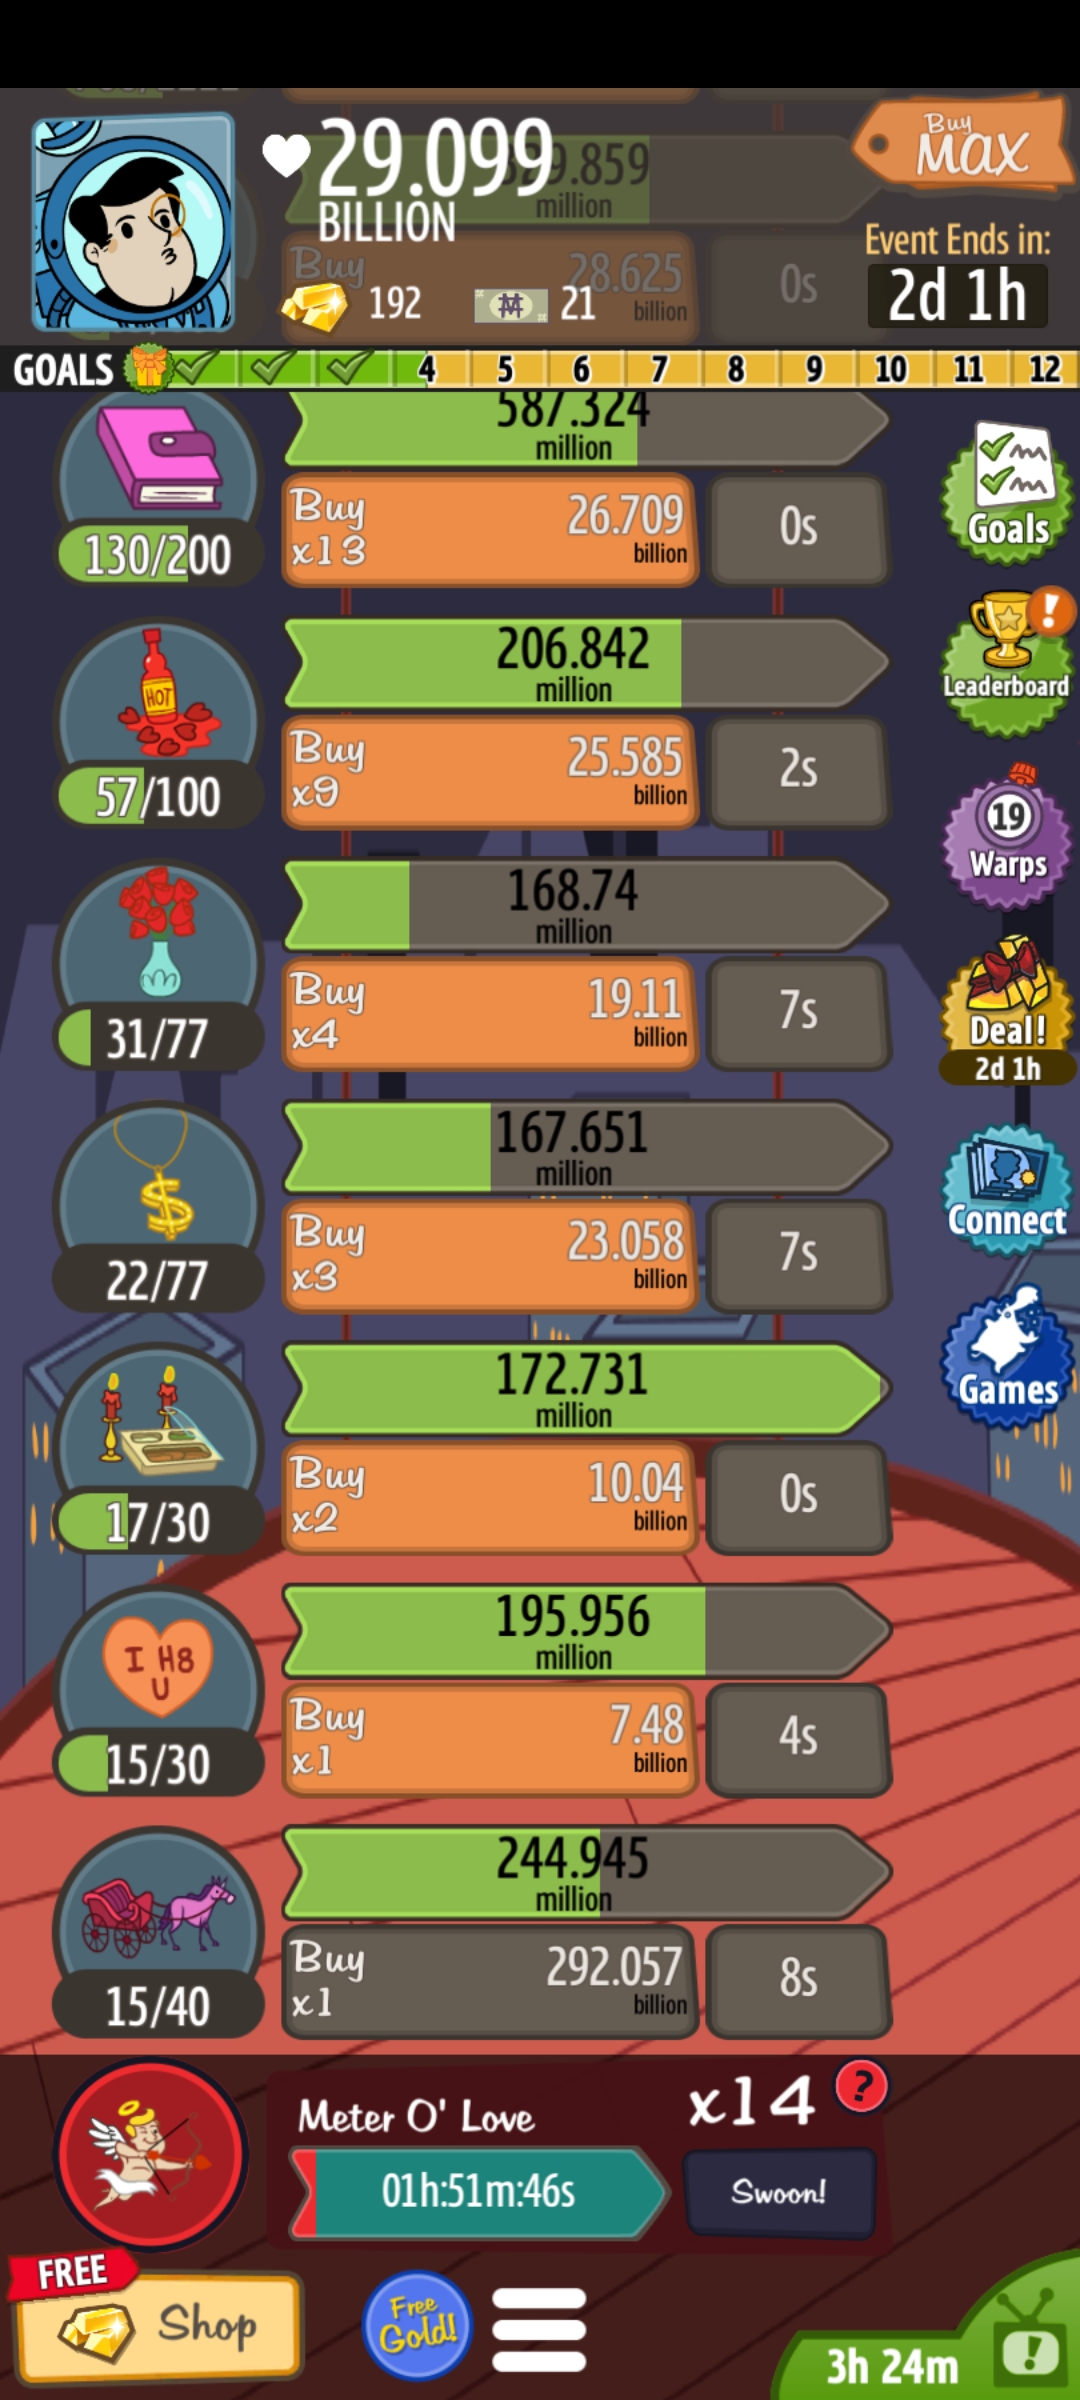 Buy
MAX
29.099
BILLION
829.859
million
Event Ends in:
2d 1h
Buy
28.625
billion
0s
192
21
GOALS 4 5 6 7 8 9 10 11 12
587.324
million
Buy
x13
26.709
billion
0s
130/200
Goals
206.842
million
HOT
Buy
x9
25.585
billion
2s
57/100
Leaderboard
!
168.74
million
19
Warps
Buy
x4
19.11
billion
7s
31/77
Deal!
2d 1h
167.651
million
$
Buy
x3
23.058
billion
7s
22/77
Connect
172.731
million
Buy
x2
10.04
billion
0s
17/30
Games
195.956
million
I H8
U
Buy
x1
7.48
billion
4s
15/30
244.945
million
Buy
x1
292.057
billion
8s
15/40
Meter O' Love
x14
?
01h:51m:46s
Swoon!
FREE
Shop
Free
Gold!
3h 24m
!